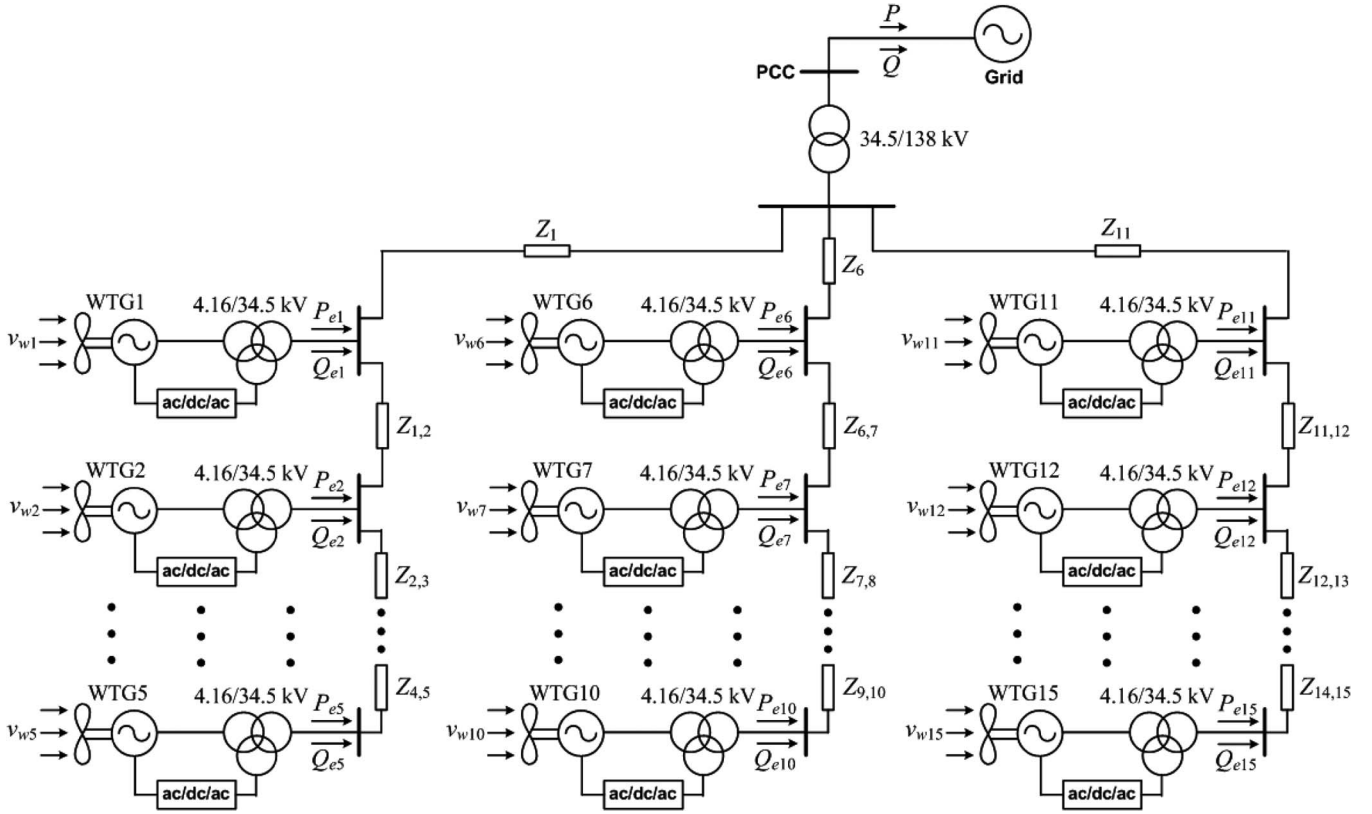 P
Q
PCC
Grid
34.5/138 kV
Z1
Z6
Z11
WTG1
4.16/34.5 kV
Pe1
vw1
Qe1
ac/dc/ac
Z1,2
WTG6
4.16/34.5 kV
Pe6
vw6
Qe6
ac/dc/ac
Z6,7
WTG11
4.16/34.5 kV
Pe11
vw11
Qe11
ac/dc/ac
Z11,12
WTG2
4.16/34.5 kV
Pe2
vw2
Qe2
ac/dc/ac
Z2,3
WTG7
4.16/34.5 kV
Pe7
vw7
Qe7
ac/dc/ac
Z7,8
WTG12
4.16/34.5 kV
Pe12
vw12
Qe12
ac/dc/ac
Z12,13
WTG5
4.16/34.5 kV
Pe5
Z4,5
vw5
Qe5
ac/dc/ac
WTG10
4.16/34.5 kV
Pe10
Z9,10
vw10
Qe10
ac/dc/ac
WTG15
4.16/34.5 kV
Pe15
Z14,15
vw15
Qe15
ac/dc/ac